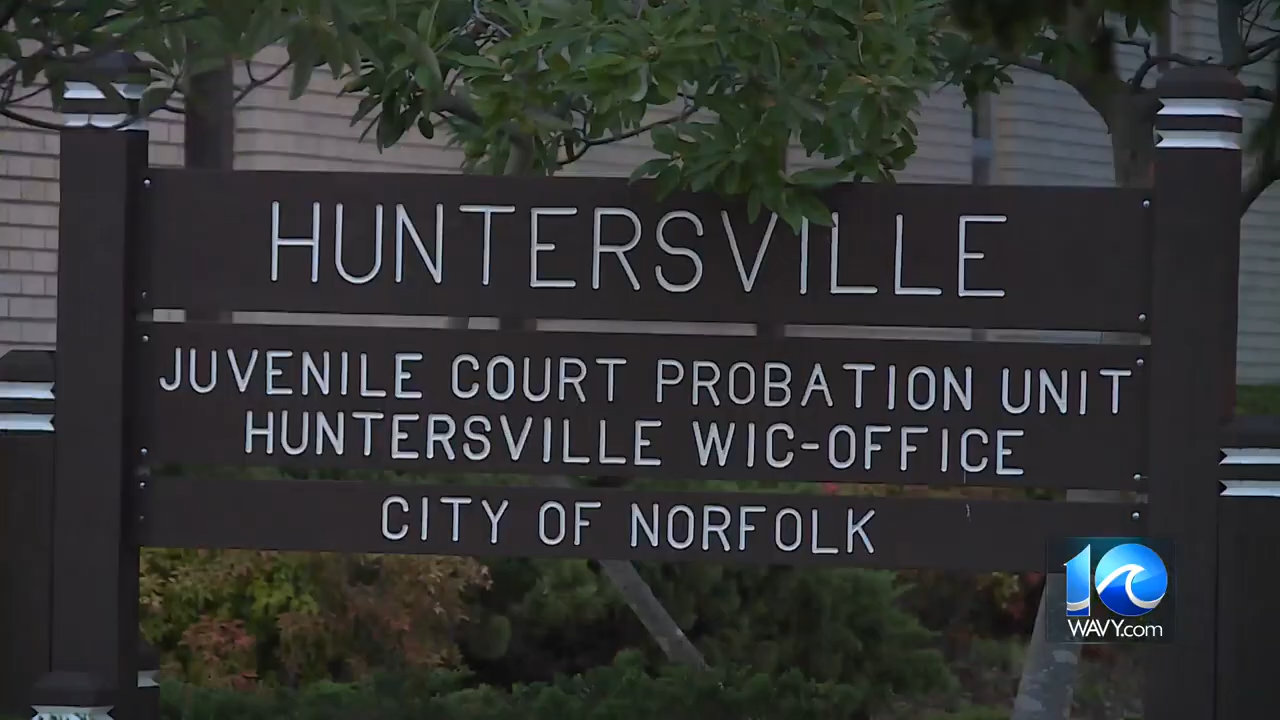 HUNTERSVILLE
JUVENILE COURT PROBATION UNIT
HUNTERSVILLE WIC-OFFICE
CITY OF NORFOLK
10
WAVY.com